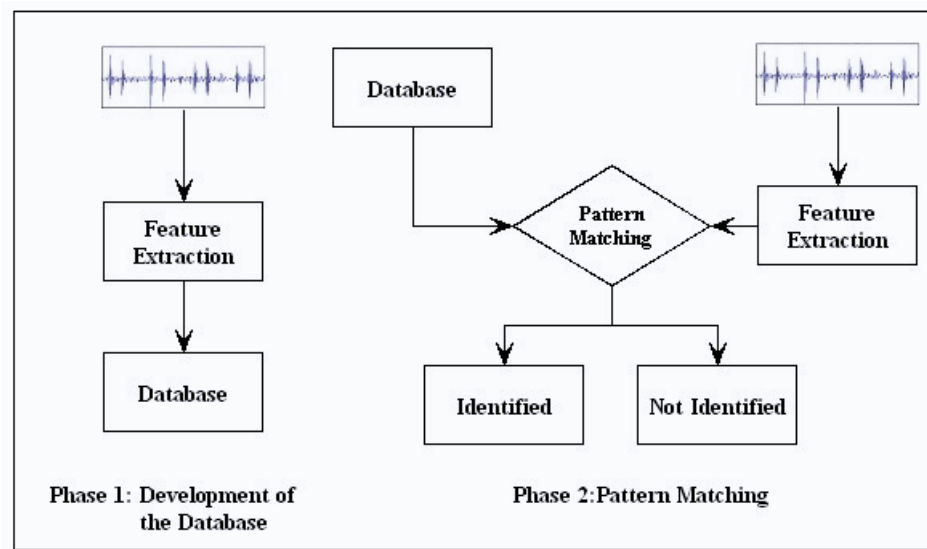 Feature
Extraction
Database
Phase 1: Development of
the Database
Database
Pattern
Matching
Feature
Extraction
Identified
Not Identified
Phase 2:Pattern Matching